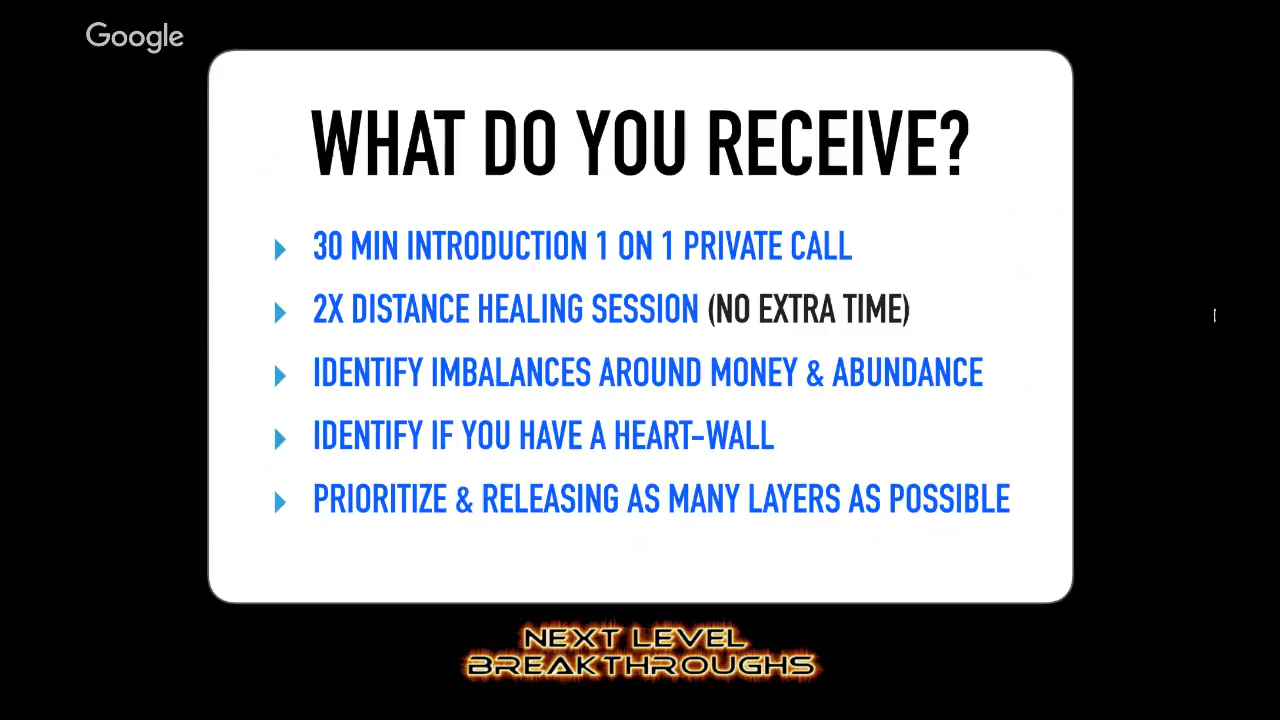 Google
WHAT DO YOU RECEIVE?
30 MIN INTRODUCTION 1 ON 1 PRIVATE CALL
2X DISTANCE HEALING SESSION (NO EXTRA TIME)
IDENTIFY IMBALANCES AROUND MONEY & ABUNDANCE
IDENTIFY IF YOU HAVE A HEART-WALL
PRIORITIZE & RELEASING AS MANY LAYERS AS POSSIBLE
NEXT LEVEL
BREAKTHROUGHS